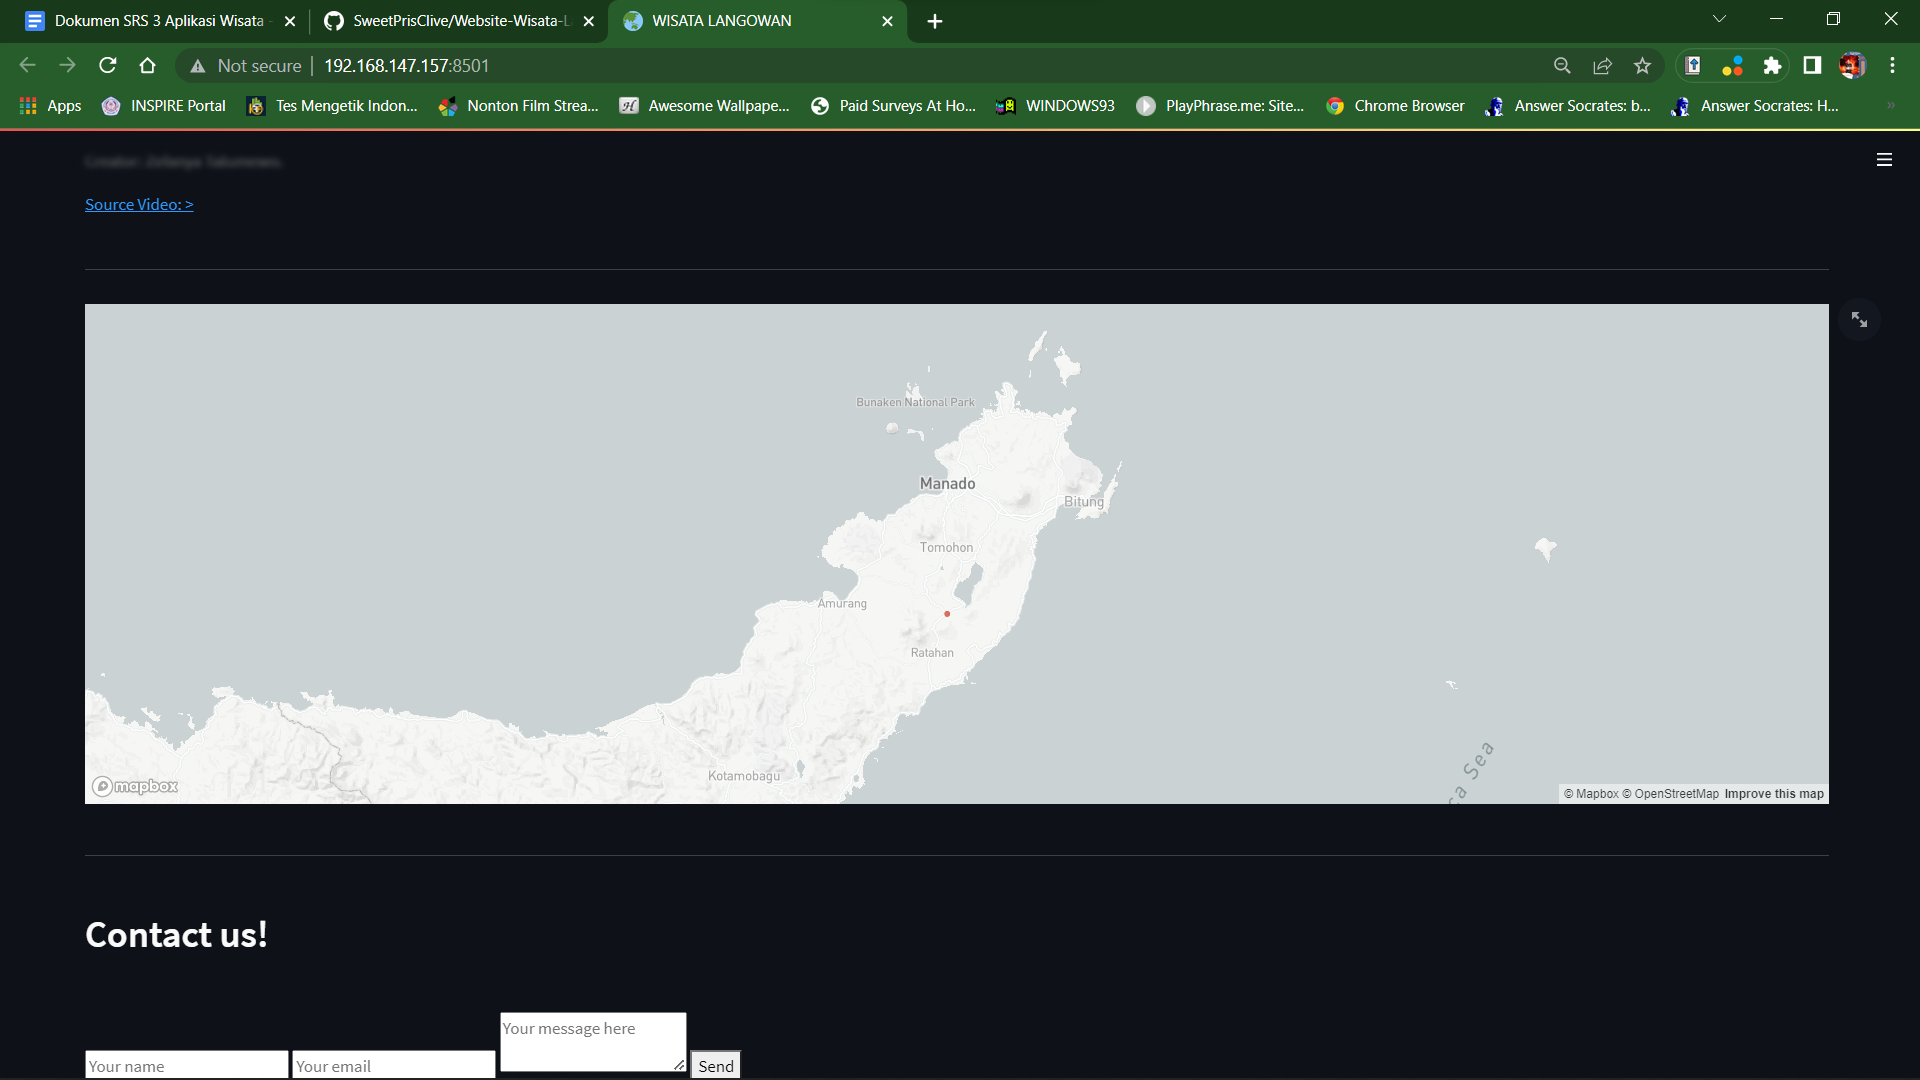 Dokumen SRS 3 Aplikasi Wisata -
SweetPrisClive/Website-Wisata-L
WISATA LANGOWAN
Not secure
192.168.147.157:8501
Apps
INSPIRE Portal
Tes Mengetik Indon...
Nonton Film Strea...
Awesome Wallpape...
Paid Surveys At Ho...
WINDOWS93
PlayPhrase.me: Site...
Chrome Browser
Answer Socrates: b...
Answer Socrates: H...
»
Source Video: >
Bunaken National Park
Manado
Bitung
Tomohon
Amurang
Ratahan
Kotamobagu
ca Sea
mapbox
© Mapbox © OpenStreetMap Improve this map
Contact us!
Your name
Your email
Your message here
Send